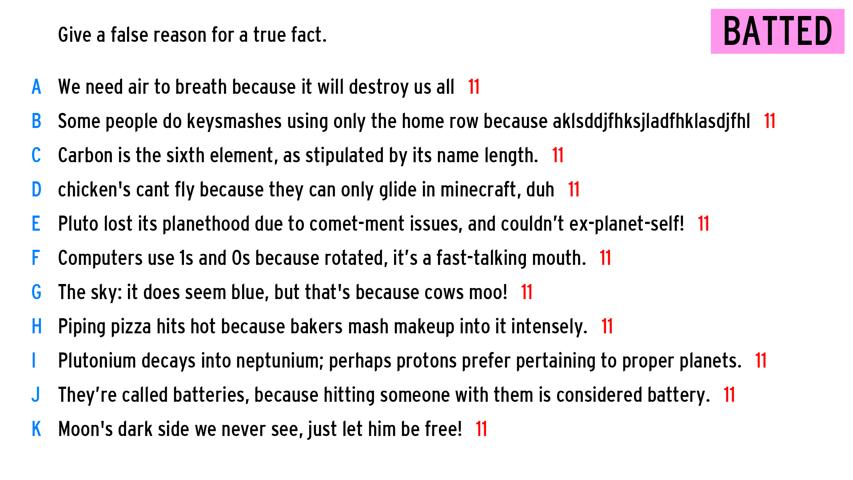 Give a false reason for a true fact.
BATTED
A We need air to breath because it will destroy us all 11
B Some people do keysmashes using only the home row because aklsddjfhksjladfhklasdjfhl 11
C Carbon is the sixth element, as stipulated by its name length. 11
D chicken's cant fly because they can only glide in minecraft, duh 11
E Pluto lost its planethood due to comet-ment issues, and couldn’t ex-planet-self! 11
F Computers use 1s and 0s because rotated, it’s a fast-talking mouth. 11
G The sky: it does seem blue, but that's because cows moo! 11
H Piping pizza hits hot because bakers mash makeup into it intensely. 11
I Plutonium decays into neptunium; perhaps protons prefer pertaining to proper planets. 11
J They’re called batteries, because hitting someone with them is considered battery. 11
K Moon's dark side we never see, just let him be free! 11